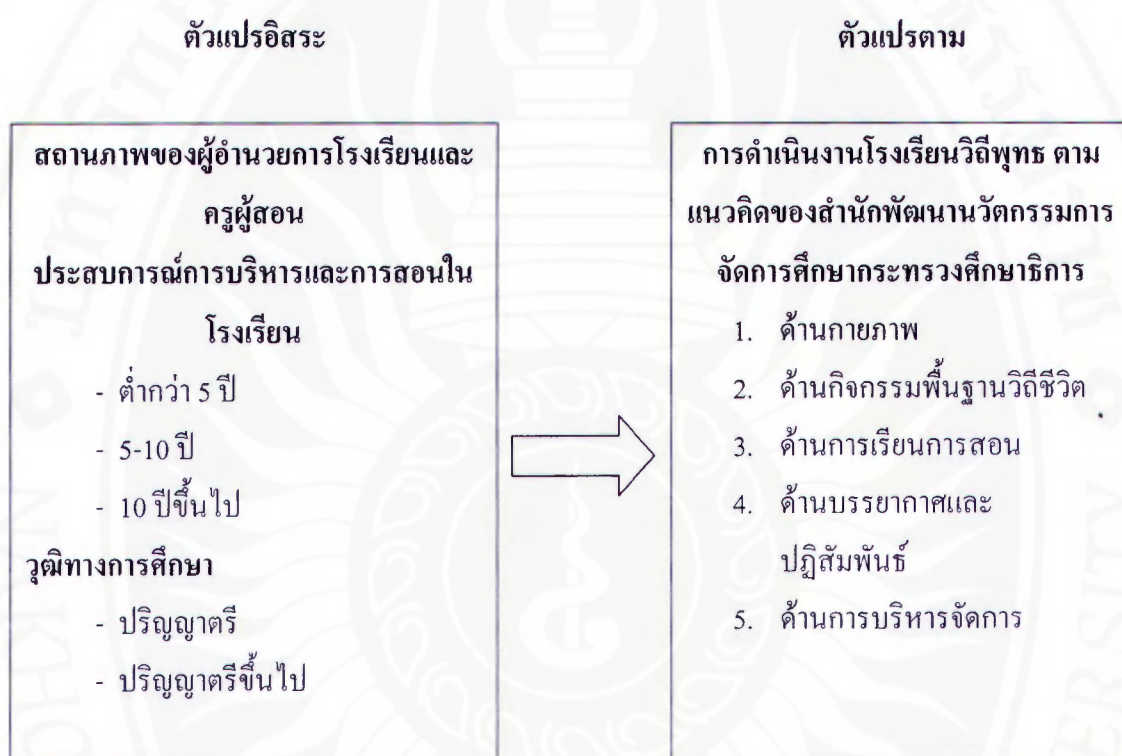 ตัวแปรอิสระ
ตัวแปรตาม
สถานภาพของผู้อำนวยการโรงเรียนและ
ครูผู้สอน
ประสบการณ์การบริหารและการสอนใน
โรงเรียน
- ต่ำกว่า 5 ปี
- 5-10 ปี
- 10 ปีขึ้นไป
วุฒิทางการศึกษา
- ปริญญาตรี
- ปริญญาตรีขึ้นไป
การดำเนินงานโรงเรียนวิถีพุทธ ตาม
แนวคิดของสำนักพัฒนานวัตกรรมการ
จัดการศึกษากระทรวงศึกษาธิการ
1. ด้านกายภาพ
2. ด้านกิจกรรมพื้นฐานวิถีชีวิต
3. ด้านการเรียนการสอน
4. ด้านบรรยากาศและ
ปฏิสัมพันธ์
5. ด้านการบริหารจัดการ